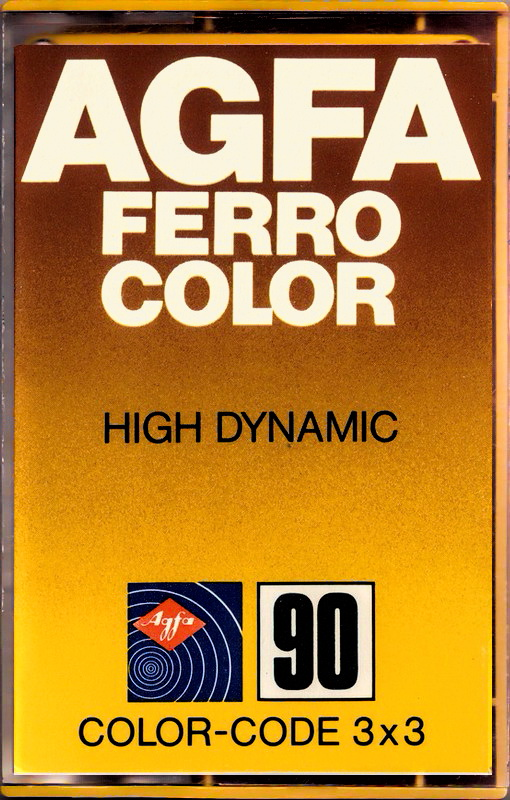 AGFA
FERRO
COLOR
HIGH DYNAMIC
Agfa
90
COLOR-CODE 3x3